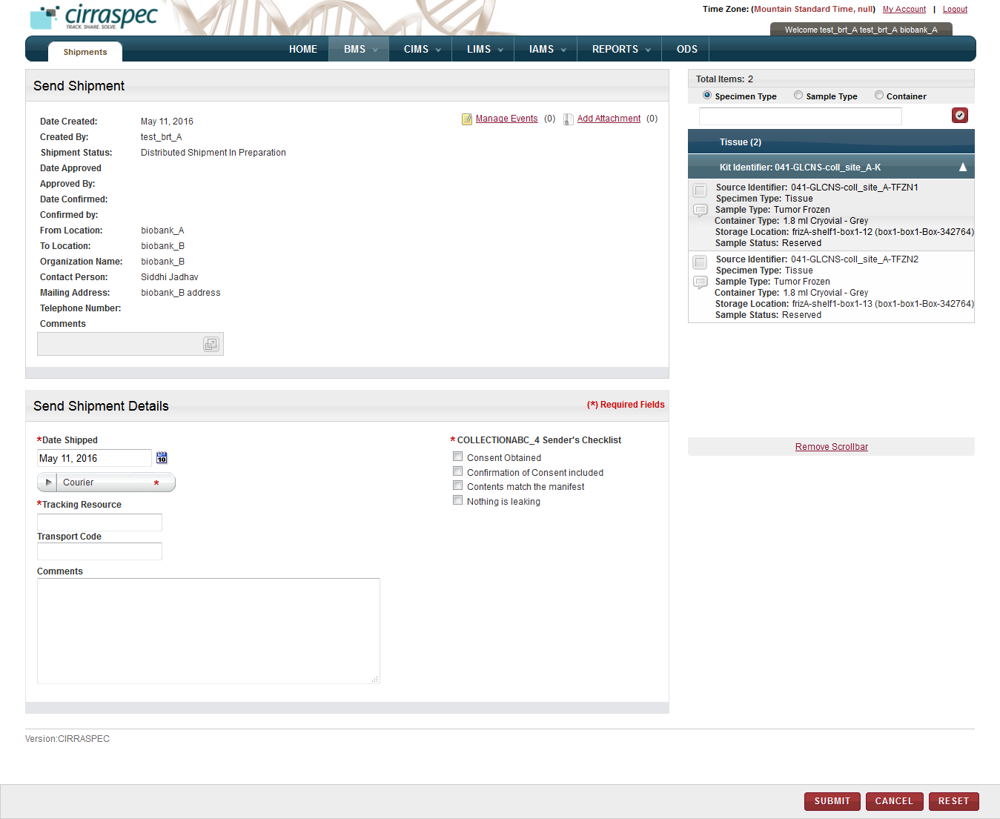 cirraspec
TRACK. SHARE. SOLVE.
Time Zone: (Mountain Standard Time, null) My Account | Logout
Welcome test_brt_A test_brt_A biobank_A
Shipments
HOME BMS CIMS LIMS IAMS REPORTS ODS
Send Shipment
Manage Events (0) Add Attachment (0)
Date Created: May 11, 2016
Created By: test_brt_A
Shipment Status: Distributed Shipment In Preparation
Date Approved
Approved By:
Date Confirmed:
Confirmed by:
From Location: biobank_A
To Location: biobank_B
Organization Name: biobank_B
Contact Person: Siddhi Jadhav
Mailing Address: biobank_B address
Telephone Number:
Comments
Total Items: 2
Specimen Type Sample Type Container
Tissue (2)
Kit Identifier: 041-GLCNS-coll_site_A-K
Source Identifier: 041-GLCNS-coll_site_A-TFZN1
Specimen Type: Tissue
Sample Type: Tumor Frozen
Container Type: 1.8 ml Cryovial - Grey
Storage Location: frizA-shelf1-box1-12 (box1-box1-Box-342764)
Sample Status: Reserved
Source Identifier: 041-GLCNS-coll_site_A-TFZN2
Specimen Type: Tissue
Sample Type: Tumor Frozen
Container Type: 1.8 ml Cryovial - Grey
Storage Location: frizA-shelf1-box1-13 (box1-box1-Box-342764)
Sample Status: Reserved
Remove Scrollbar
Send Shipment Details
(*) Required Fields
*Date Shipped
May 11, 2016
10
Courier *
*Tracking Resource
Transport Code
Comments
* COLLECTIONABC_4 Sender's Checklist
Consent Obtained
Confirmation of Consent included
Contents match the manifest
Nothing is leaking
Version:CIRRASPEC
SUBMIT CANCEL RESET